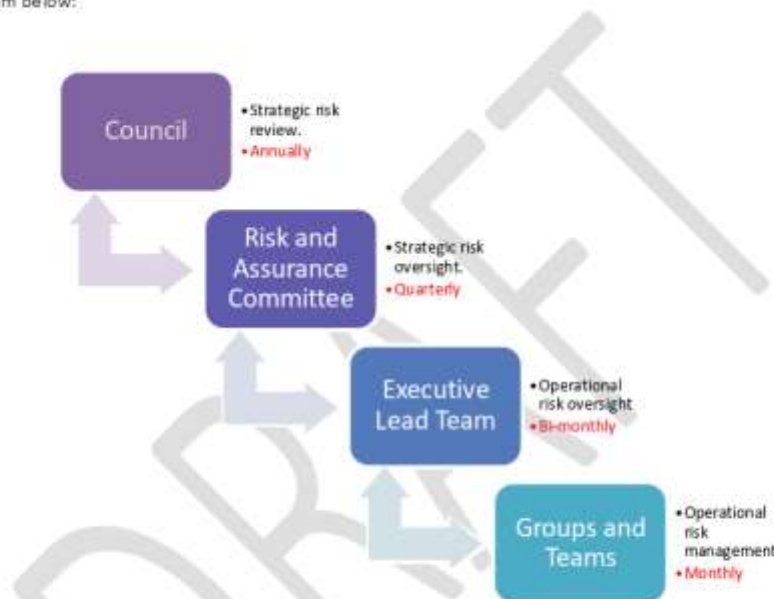 below:
Council
• Strategic risk
review.
• Annually
Risk and
Assurance
Committee
• Strategic risk
oversight.
• Quarterly
Executive
Lead Team
• Operational
risk oversight
• Bi-monthly
Groups and
Teams
• Operational
risk
management
• Monthly
DRAFT